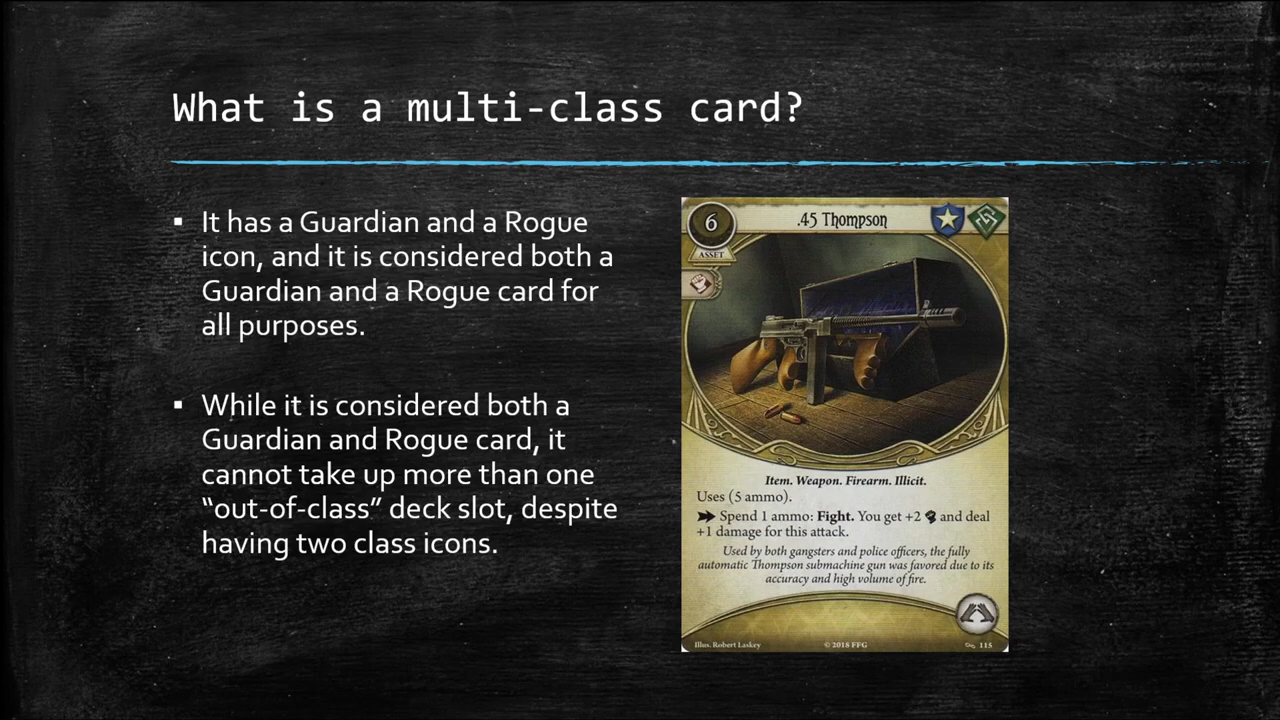 What is a multi-class card?
▪ It has a Guardian and a Rogue
icon, and it is considered both a
Guardian and a Rogue card for
all purposes.
▪ While it is considered both a
Guardian and Rogue card, it
cannot take up more than one
“out-of-class” deck slot, despite
having two class icons.
6
.45 Thompson
ASSET
Item. Weapon. Firearm. Illicit.
Uses (5 ammo).
Spend 1 ammo: Fight. You get +2 and deal
+1 damage for this attack.
Used by both gangsters and police officers, the fully
automatic Thompson submachine gun was favored due to its
accuracy and high volume of fire.
Illus. Robert Laskey
© 2018 FFG
115